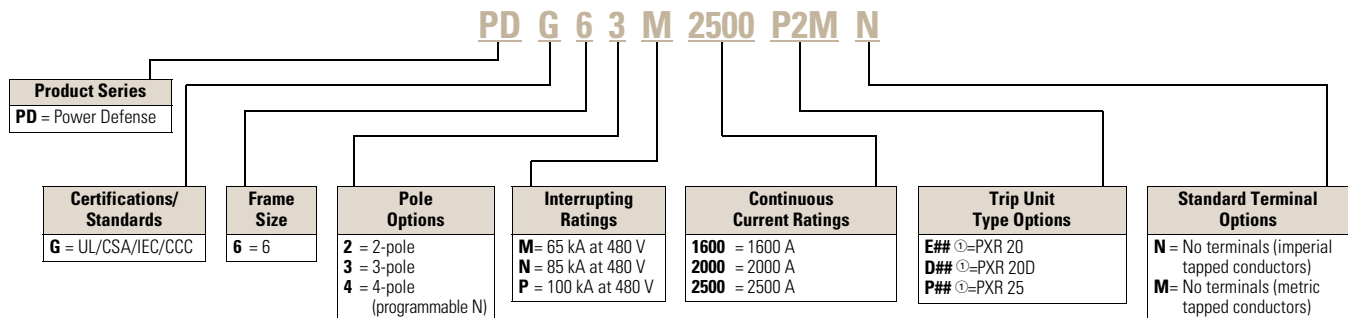 PD G 6 3 M 2500 P2M N
Product Series
PD = Power Defense
Certifications/
Standards
G = UL/CSA/IEC/CCC
Frame
Size
6 = 6
Pole
Options
2 = 2-pole
3 = 3-pole
4 = 4-pole
(programmable N)
Interrupting
Ratings
M= 65 kA at 480 V
N = 85 kA at 480 V
P = 100 kA at 480 V
Continuous
Current Ratings
1600 = 1600 A
2000 = 2000 A
2500 = 2500 A
Trip Unit
Type Options
E## ①=PXR 20
D## ①=PXR 20D
P## ①=PXR 25
Standard Terminal
Options
N = No terminals (imperial
tapped conductors)
M= No terminals (metric
tapped conductors)